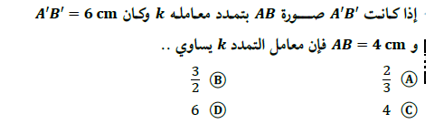 إذا كانت A'B' صورة AB بتمدد معامله k وكان A'B' = 6 cm
و AB = 4 cm فإن معامل التمدد k يساوي ..
Ⓐ 2/3 Ⓑ 3/2
Ⓒ 4 Ⓓ 6